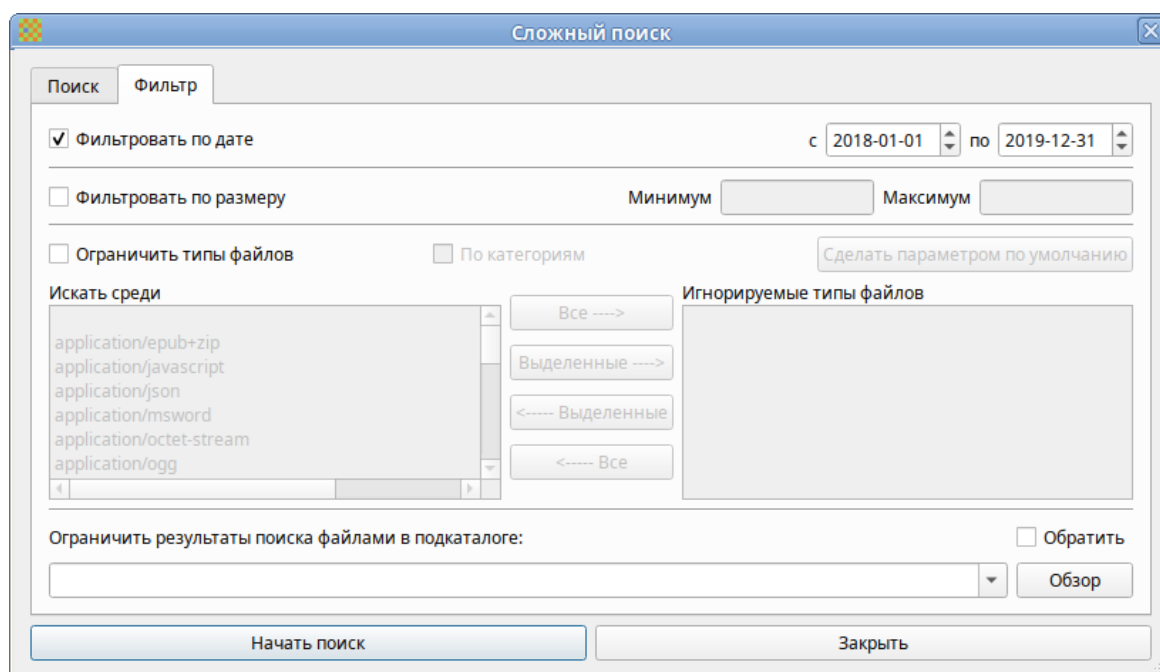 Сложный поиск
Поиск Фильтр
Фильтровать по дате с 2018-01-01 по 2019-12-31
Фильтровать по размеру Минимум Максимум
Ограничить типы файлов По категориям Сделать параметром по умолчанию
Искать среди Игнорируемые типы файлов
Все ---->
application/epub+zip
Выделенные ---->
application/javascript
application/json
<----- Выделенные
application/msword
application/octet-stream
<----- Все
application/ogg
Ограничить результаты поиска файлами в подкаталоге: Обратить
Обзор
Начать поиск Закрыть